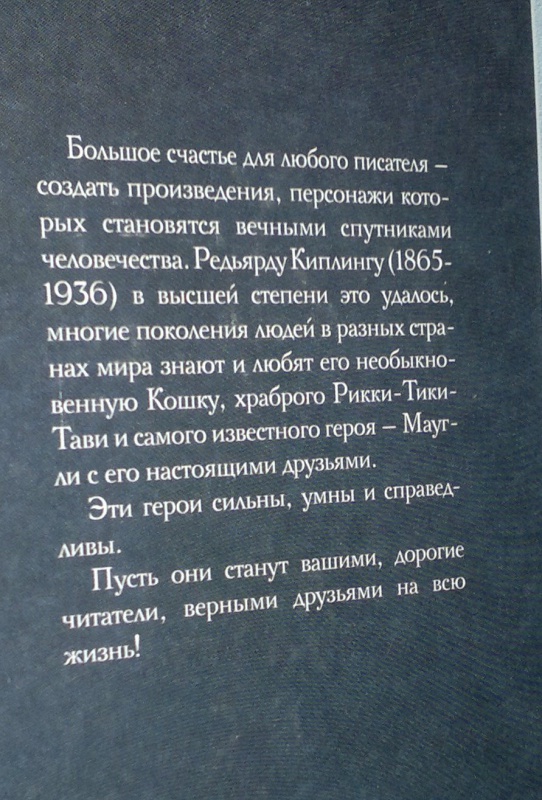 Большое счастье для любого писателя –
создать произведения, персонажи кото-
рых становятся вечными спутниками
человечества. Редьярду Киплингу (1865-
1936) в высшей степени это удалось,
многие поколения людей в разных стра-
нах мира знают и любят его необыкно-
венную Кошку, храброго Рикки-Тики-
Тави и самого известного героя – Мауг-
ли с его настоящими друзьями.
Эти герои сильны, умны и справед-
ливы.
Пусть они станут вашими, дорогие
читатели, верными друзьями на всю
жизнь!